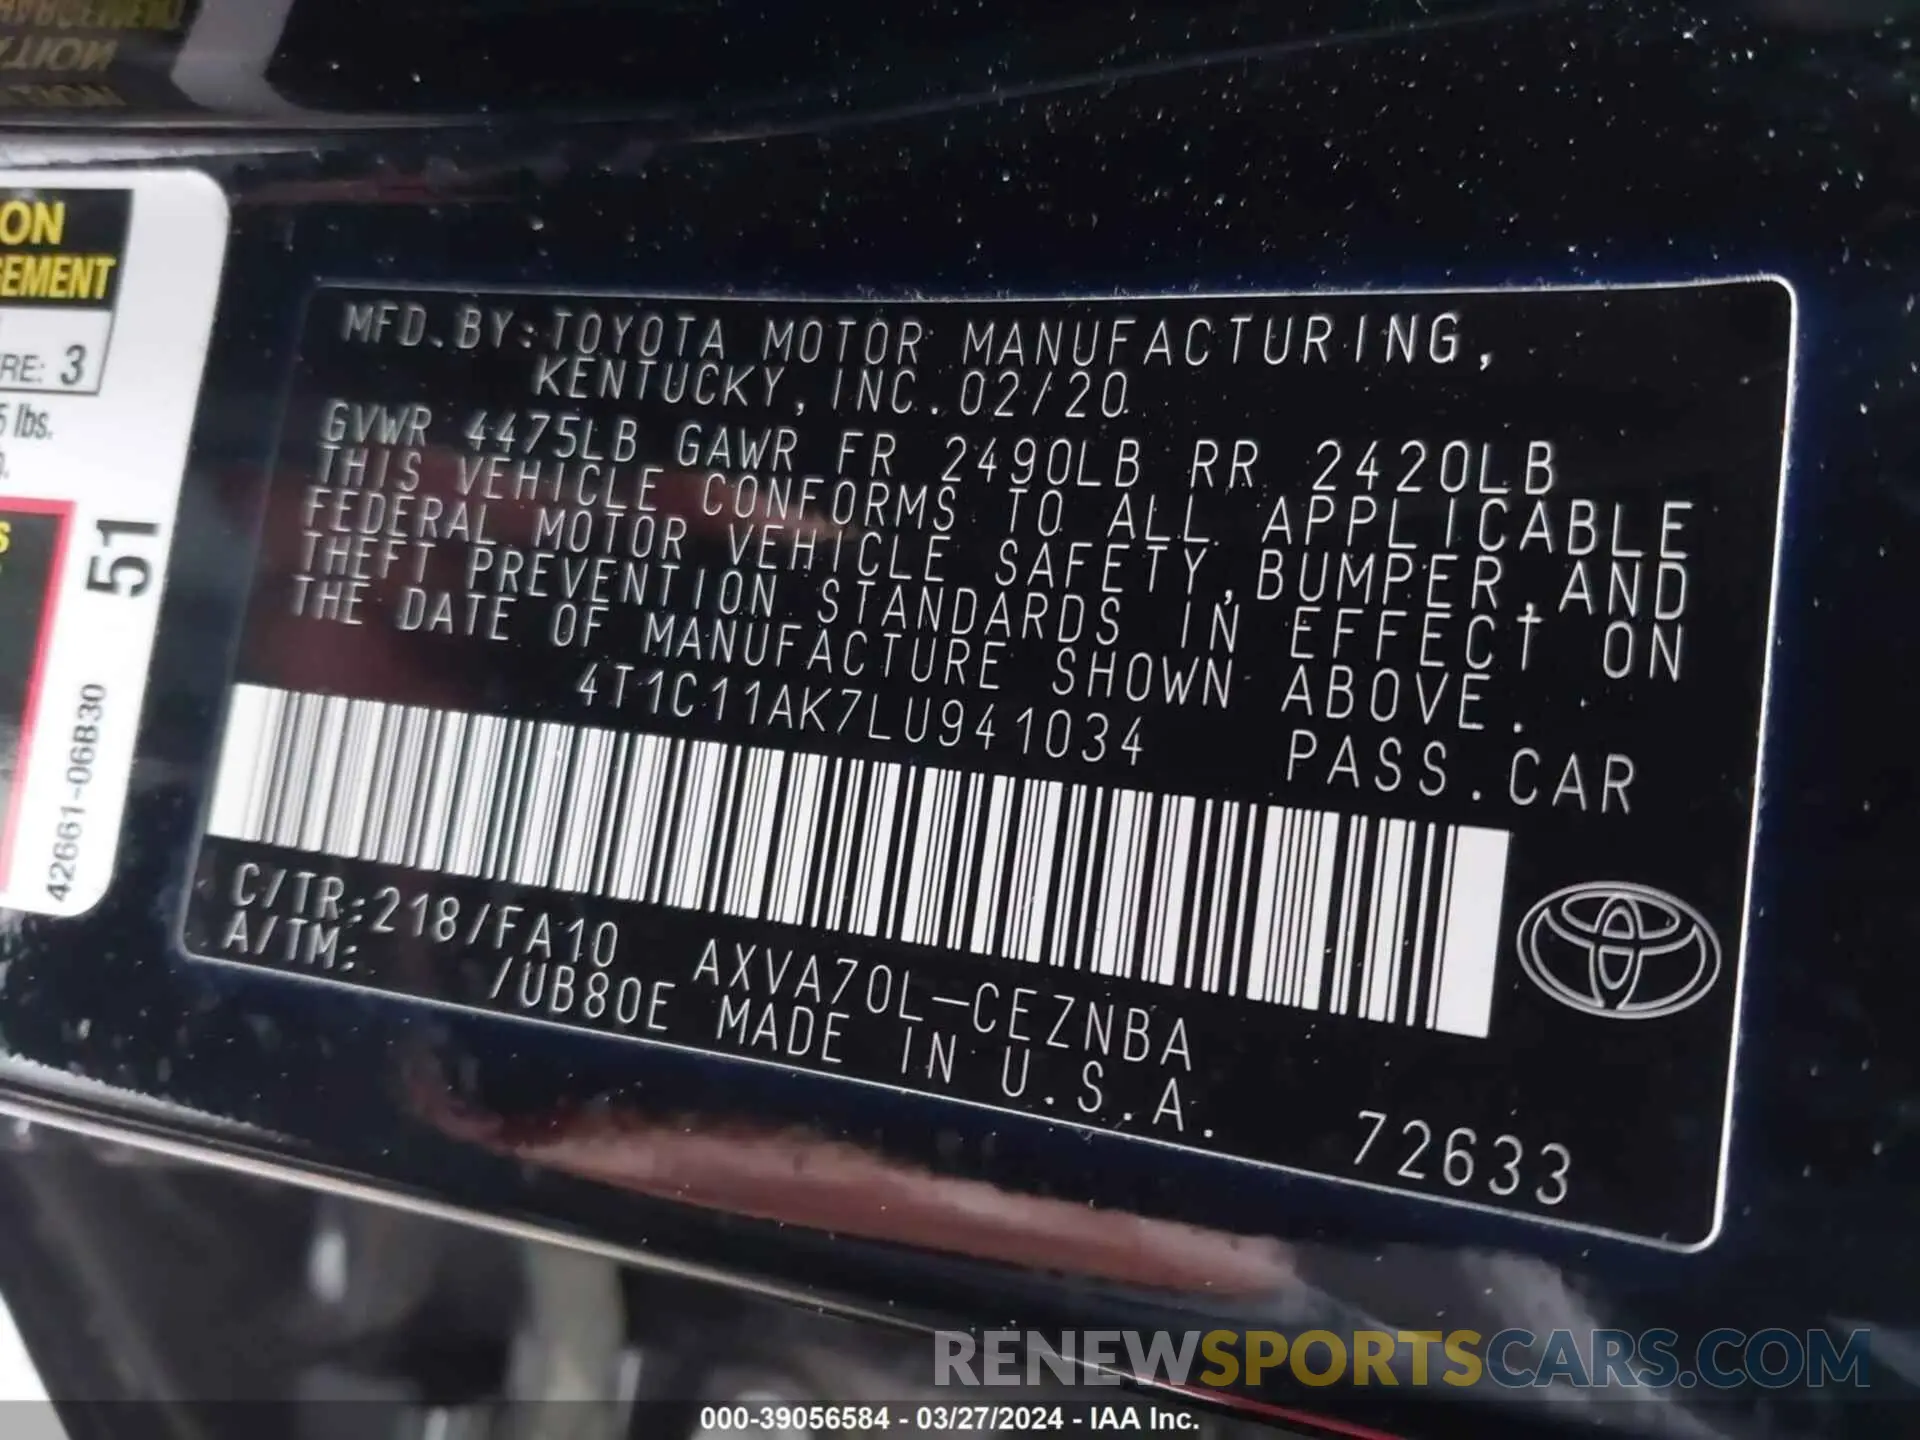 ON
EMENT
RE: 3
5 lbs.
51
42661-06B30
MFD.BY:TOYOTA MOTOR MANUFACTURING,
KENTUCKY, INC. 02/20
GVWR 4475LB GAWR FR 2490LB RR 2420LB
THIS VEHICLE CONFORMS TO ALL APPLICABLE
FEDERAL MOTOR VEHICLE SAFETY, BUMPER, AND
THEFT PREVENTION STANDARDS IN EFFECT ON
THE DATE OF MANUFACTURE SHOWN ABOVE.
4T1C11AK7LU941034 PASS.CAR
C/TR:218/FA10 AXVA70L-CEZNBA
A/TM: /UB80E MADE IN U.S.A.
72633
RENEWSPORTSCARS.COM
000-39056584 - 03/27/2024 - IAA Inc.